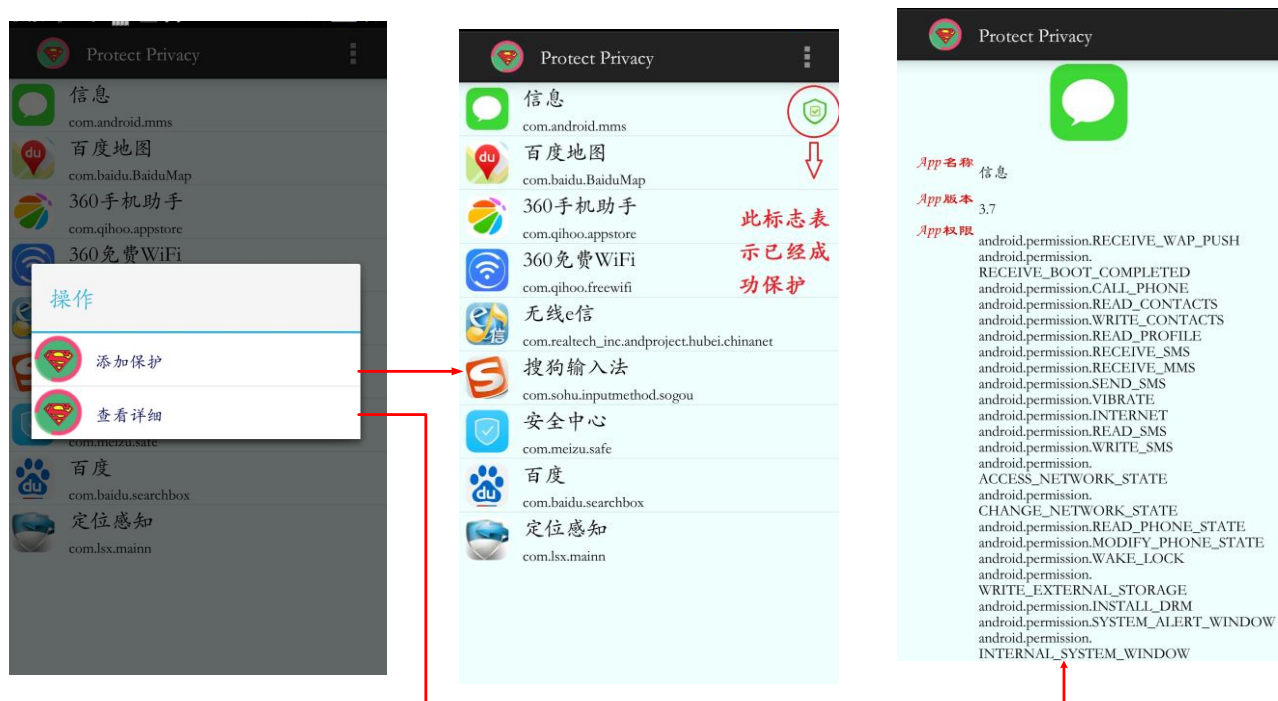 Protect Privacy
信息
com.android.mms
百度地图
com.baidu.BaiduMap
360手机助手
com.qihoo.appstore
360免费WiFi
操作
添加保护
查看详细
com.meizu.safe
百度
com.baidu.searchbox
定位感知
com.lsx.mainn
Protect Privacy
信息
com.android.mms
百度地图
com.baidu.BaiduMap
360手机助手
com.qihoo.appstore
360免费WiFi
com.qihoo.freewifi
无线e信
com.realtech_inc.andproject.hubei.chinanet
搜狗输入法
com.sohu.inputmethod.sogou
安全中心
com.meizu.safe
百度
com.baidu.searchbox
定位感知
com.lsx.mainn
此标志表
示已经成
功保护
Protect Privacy
App名称
信息
App版本
3.7
App权限
android.permission.RECEIVE_WAP_PUSH
android.permission.
RECEIVE_BOOT_COMPLETED
android.permission.CALL_PHONE
android.permission.READ_CONTACTS
android.permission.WRITE_CONTACTS
android.permission.READ_PROFILE
android.permission.RECEIVE_SMS
android.permission.RECEIVE_MMS
android.permission.SEND_SMS
android.permission.VIBRATE
android.permission.INTERNET
android.permission.READ_SMS
android.permission.WRITE_SMS
android.permission.
ACCESS_NETWORK_STATE
android.permission.
CHANGE_NETWORK_STATE
android.permission.READ_PHONE_STATE
android.permission.MODIFY_PHONE_STATE
android.permission.WAKE_LOCK
android.permission.
WRITE_EXTERNAL_STORAGE
android.permission.INSTALL_DRM
android.permission.SYSTEM_ALERT_WINDOW
android.permission.
INTERNAL_SYSTEM_WINDOW